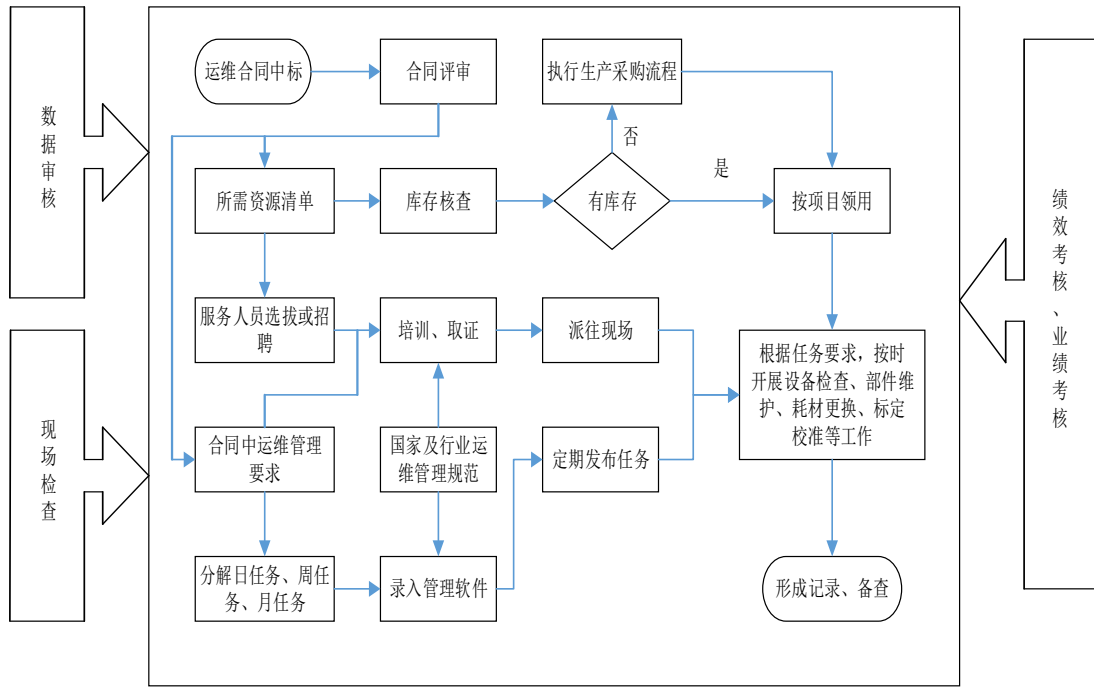 数据审核
现场检查
运维合同中标
合同评审
执行生产采购流程
否
是
所需资源清单
库存核查
有库存
按项目领用
服务人员选拔或招
聘
培训、取证
派往现场
根据任务要求，按时
开展设备检查、部件维
护、耗材更换、标定
校准等工作
合同中运维管理
要求
国家及行业运
维管理规范
定期发布任务
分解日任务、周任
务、月任务
录入管理软件
形成记录、备查
绩效考核、业绩考核